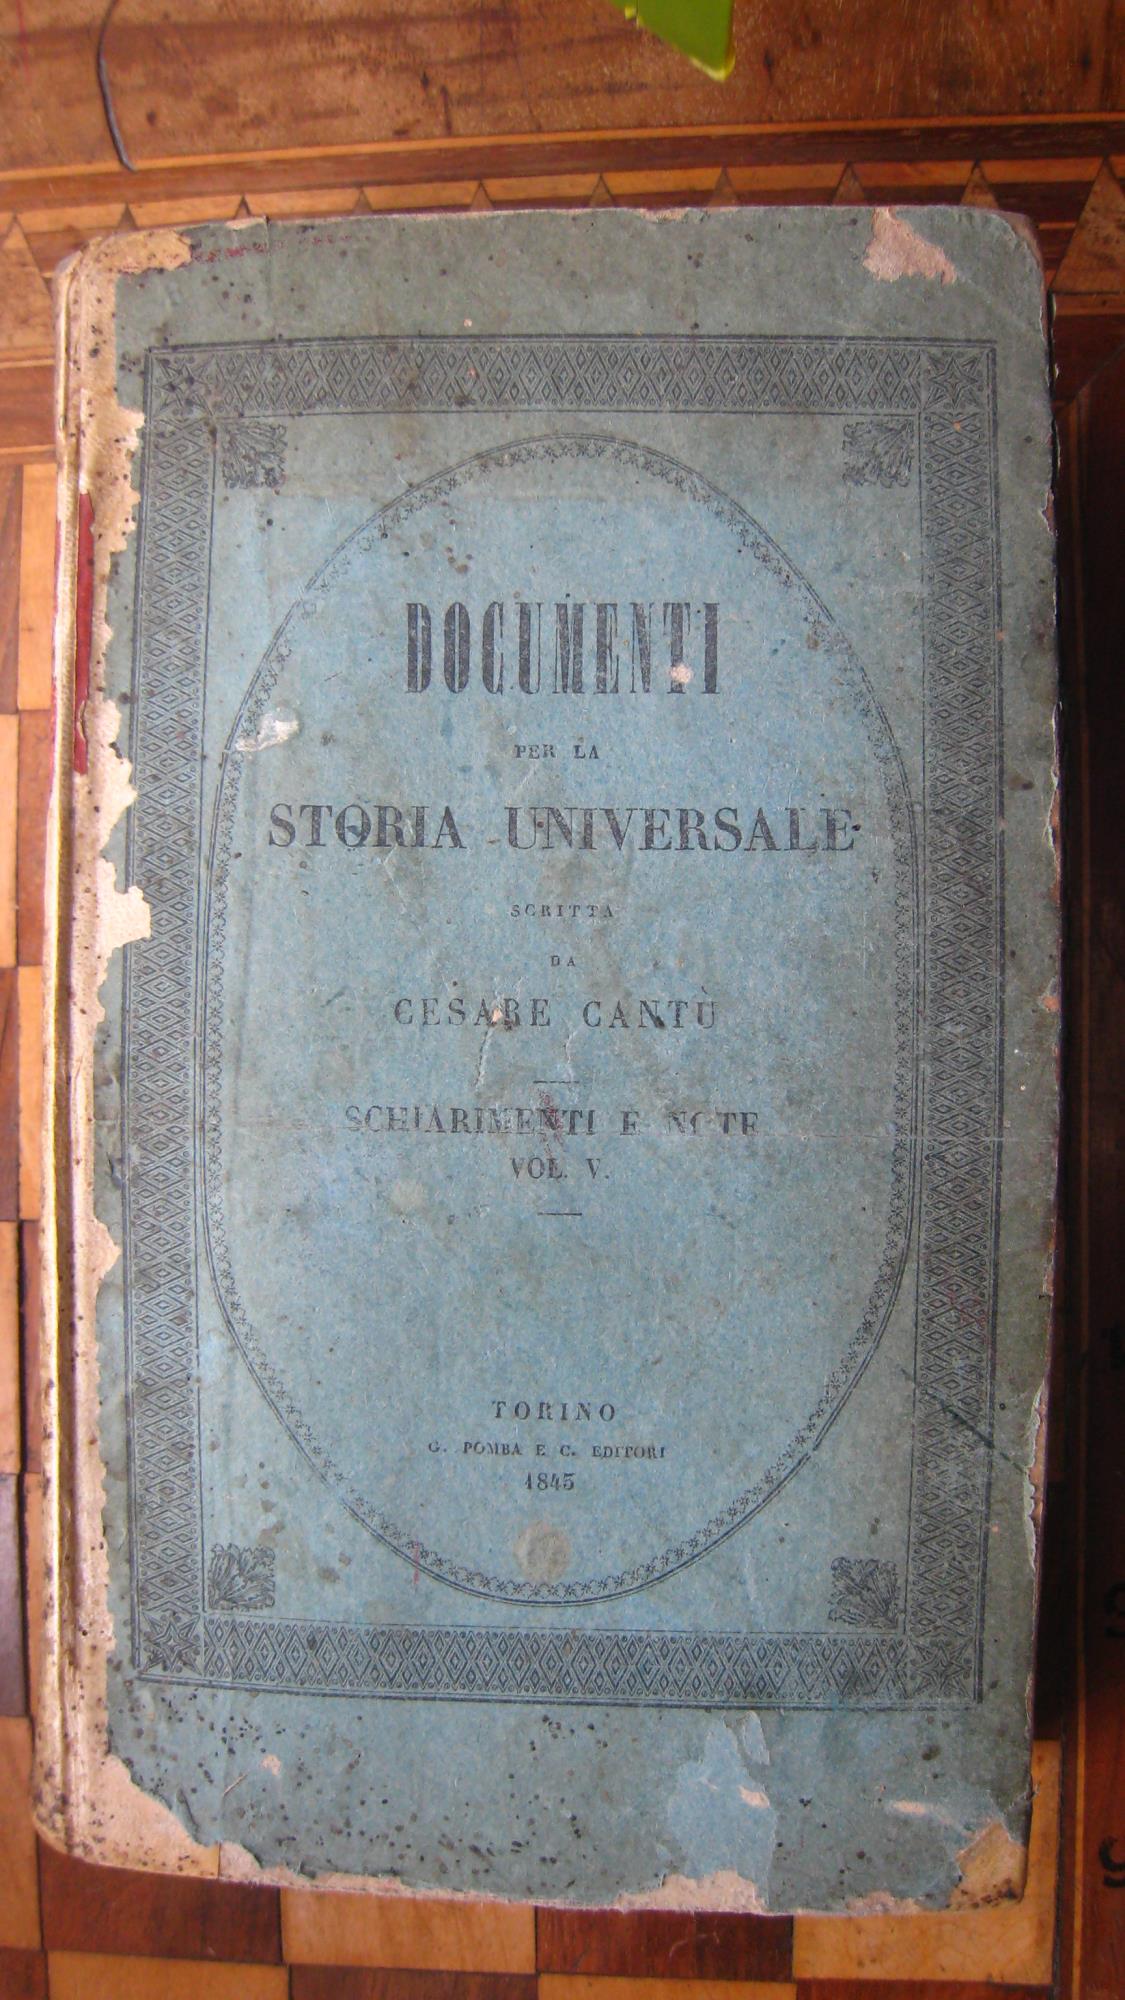 DOCUMENTI
PER LA
STORIA UNIVERSALE
SCRITTA
DA
CESARE CANTÙ
SCHIARIMENTI E NOTE
VOL. V.
TORINO
G. POMBA E C. EDITORI
1845